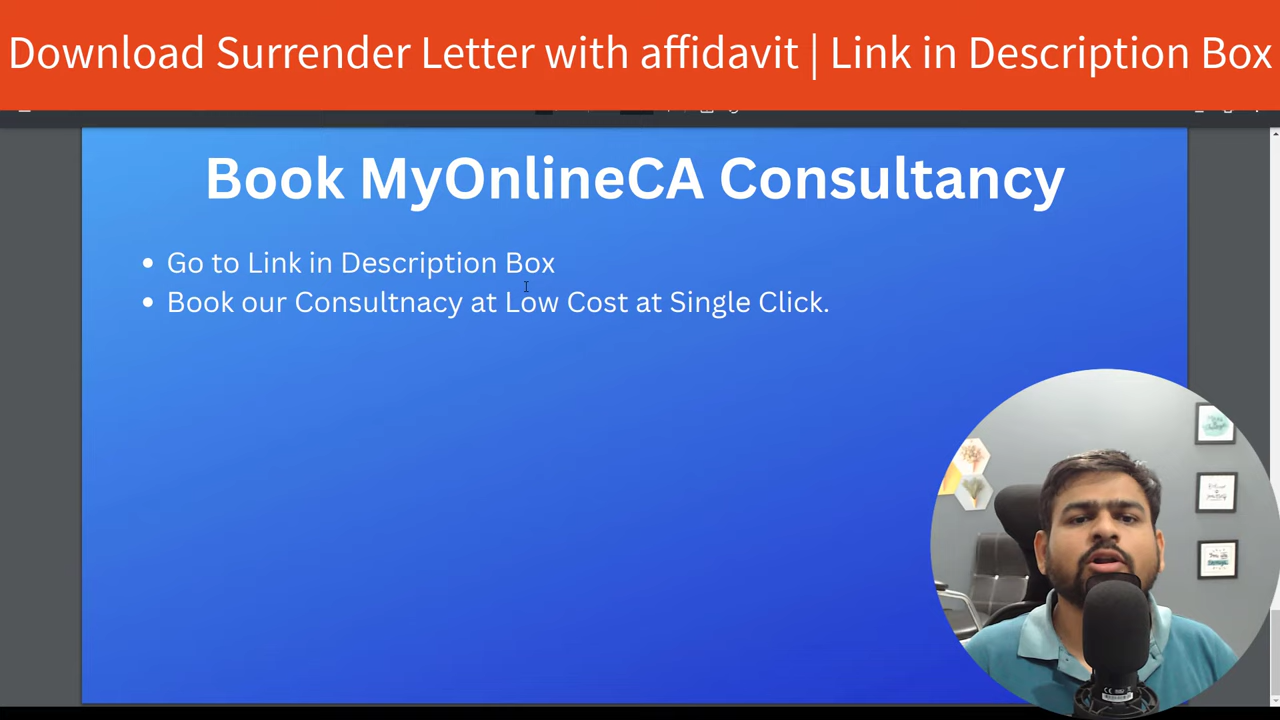 Download Surrender Letter with affidavit | Link in Description Box
Book MyOnlineCA Consultancy
• Go to Link in Description Box
• Book our Consultnacy at Low Cost at Single Click.